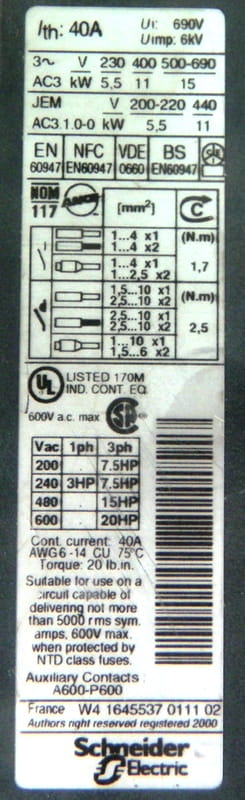 Ith: 40A Ui: 690V
Uimp: 6kV
3~ V 230 400 500-690
AC3 kW 5,5 11 15
JEM V 200-220 440
AC3.1.0-0 kW 5,5 11
EN 60947 NFC EN60947 VDE 0660 BS EN60947
NOM 117 ANCE [mm²] C
1...4 x1 (N.m)
1...4 x2
1...4 x1 1,7
1...2,5 x2
1,5...10 x1 (N.m)
2,5...10 x2
2,5...10 x1 2,5
2,5...10 x2
1...10 x1
1,5...6 x2
UL LISTED 170M
IND. CONT. EQ.
600V a.c. max SA
Vac 1ph 3ph
200 7.5HP
240 3HP 7.5HP
480 15HP
600 20HP
Cont. current: 40A
AWG 6 -14 CU 75°C
Torque: 20 lb.in.
Suitable for use on a
circuit capable of
delivering not more
than 5000 rms sym.
amps, 600V max.
when protected by
NTD class fuses.
Auxiliary Contacts :
A600-P600
France W4 1645537 0111 02
Authors right reserved registered 2000
Schneider
Electric